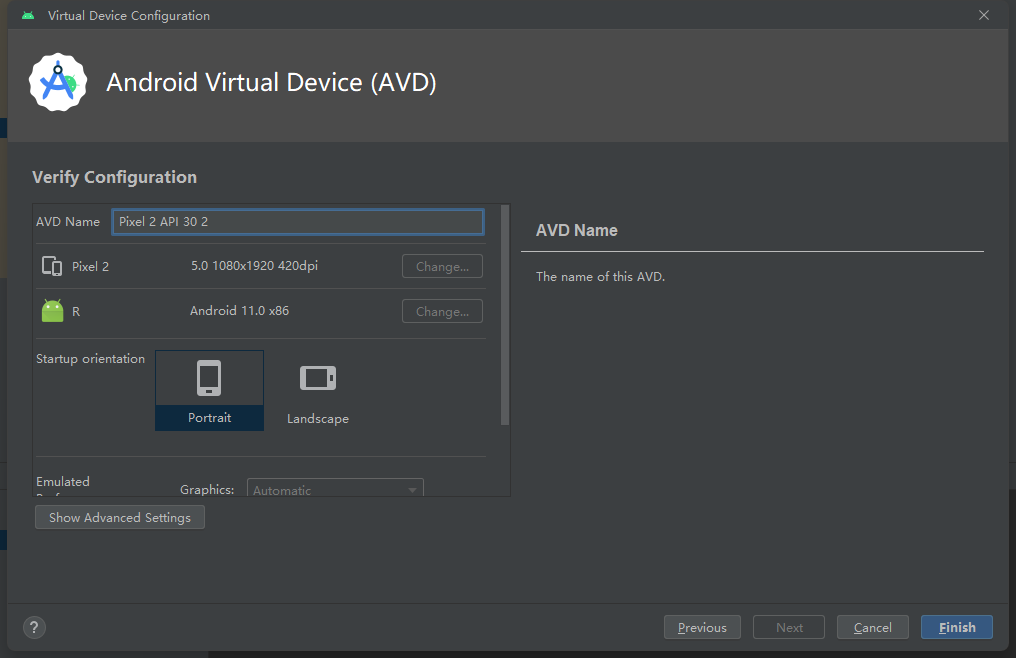 Virtual Device Configuration
Android Virtual Device (AVD)
Verify Configuration
AVD Name Pixel 2 API 30 2
Pixel 2 5.0 1080x1920 420dpi Change...
R Android 11.0 x86 Change...
Startup orientation
Portrait
Landscape
Emulated
Graphics: Automatic
Show Advanced Settings
AVD Name
The name of this AVD.
? Previous Next Cancel Finish